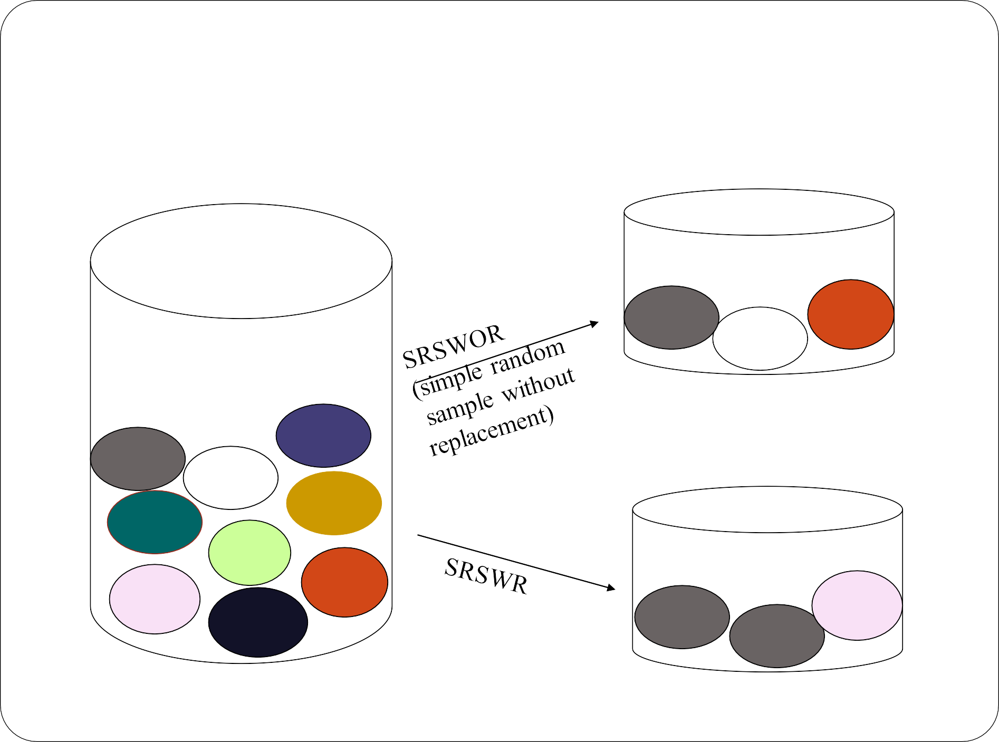 SRSWOR
(simple random
sample without
replacement)
SRSWR